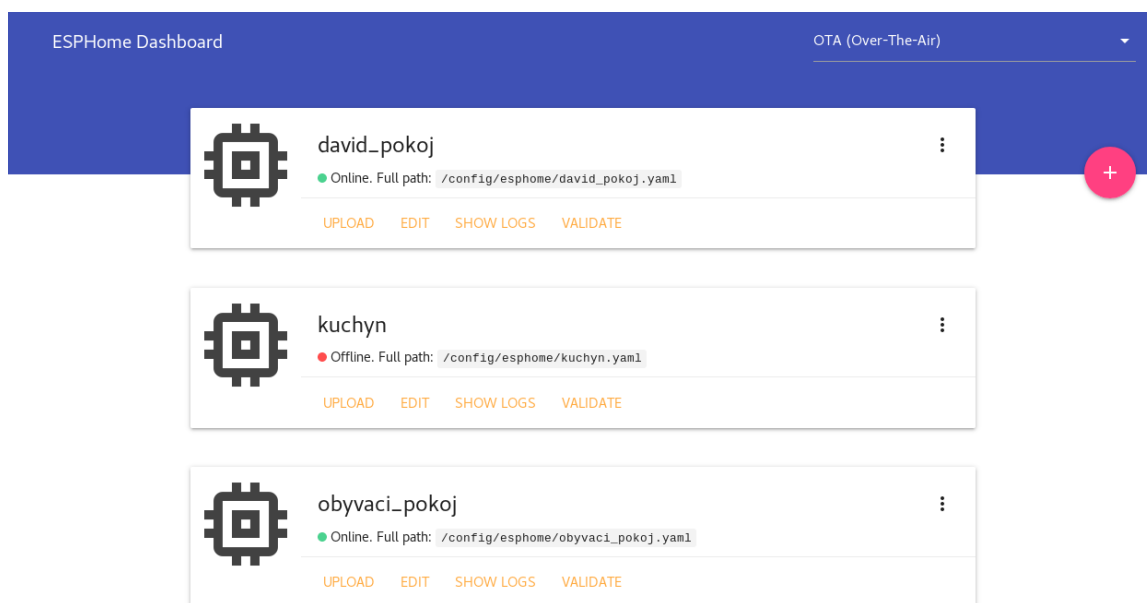 ESPHome Dashboard
OTA (Over-The-Air)
david_pokoj
Online. Full path: /config/esphome/david_pokoj.yaml
UPLOAD EDIT SHOW LOGS VALIDATE
kuchyn
Offline. Full path: /config/esphome/kuchyn.yaml
UPLOAD EDIT SHOW LOGS VALIDATE
obyvaci_pokoj
Online. Full path: /config/esphome/obyvaci_pokoj.yaml
UPLOAD EDIT SHOW LOGS VALIDATE